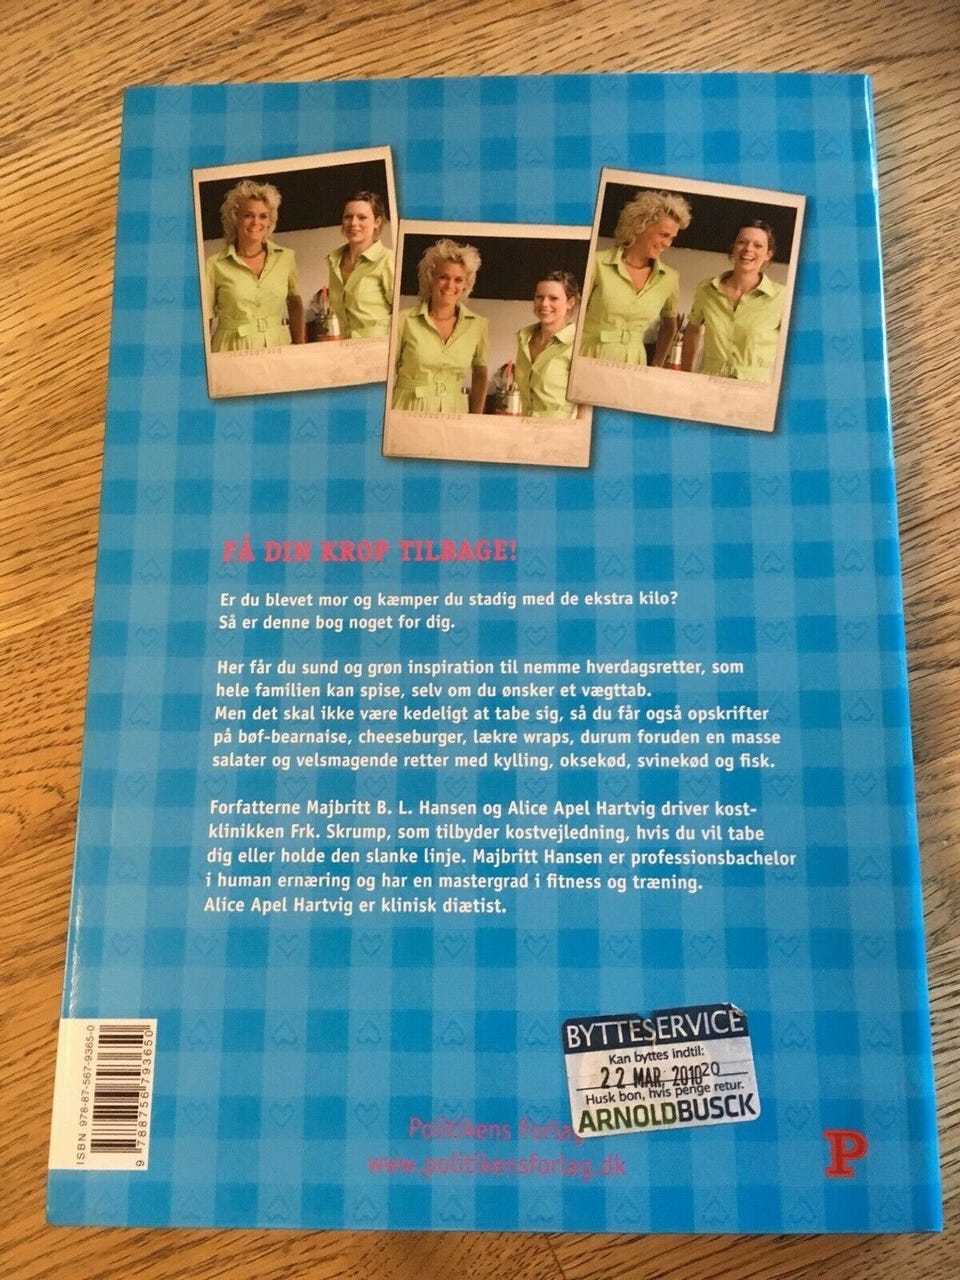 FÅ DIN KROP TILBAGE!
Er du blevet mor og kæmper du stadig med de ekstra kilo?
Så er denne bog noget for dig.
Her får du sund og grøn inspiration til nemme hverdagsretter, som
hele familien kan spise, selv om du ønsker et vægttab.
Men det skal ikke være kedeligt at tabe sig, så du får også opskrifter
på bøf-bearnaise, cheeseburger, lækre wraps, durum foruden en masse
salater og velsmagende retter med kylling, oksekød, svinekød og fisk.
Forfatterne Majbritt B. L. Hansen og Alice Apel Hartvig driver kost-
klinikken Frk. Skrump, som tilbyder kostvejledning, hvis du vil tabe
dig eller holde den slanke linje. Majbritt Hansen er professionsbachelor
i human ernæring og har en mastergrad i fitness og træning.
Alice Apel Hartvig er klinisk diætist.
ISBN 978-87-567-9365-0
9 788756 793650
BYTTESERVICE
Kan byttes indtil:
22 MAR. 2010 20
Husk bon, hvis penge retur.
ARNOLDBUSCK
Politikens Forlag
www.politikensforlag.dk
P